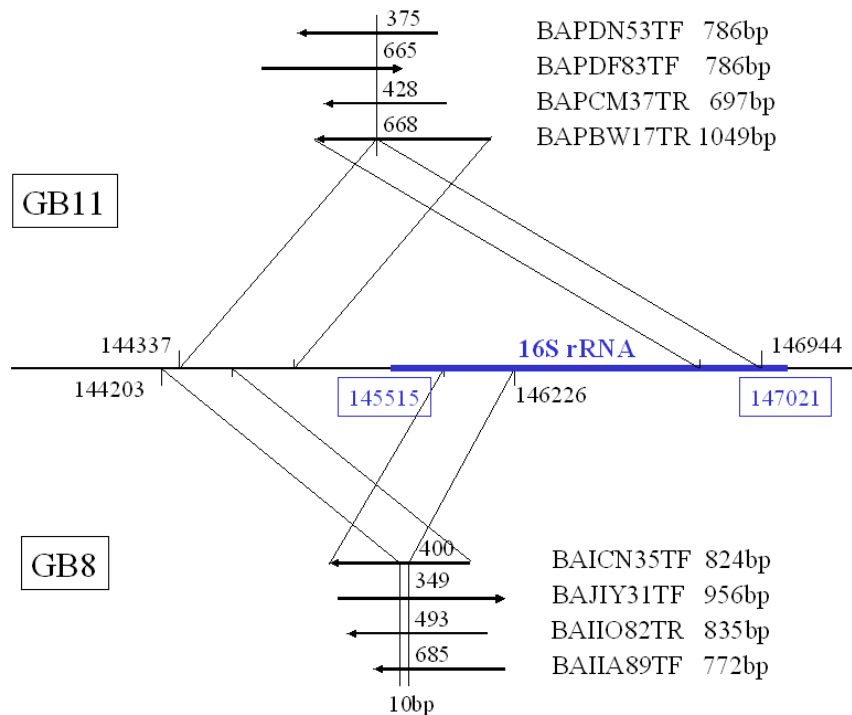 375
BAPDN53TF 786bp
665
BAPDF83TF 786bp
428
BAPCM37TR 697bp
668
BAPBW17TR 1049bp
GB11
144337
16S rRNA
146944
144203
145515
146226
147021
GB8
400
BAICN35TF 824bp
349
BAJIY31TF 956bp
493
BAIIO82TR 835bp
685
BAIIA89TF 772bp
10bp